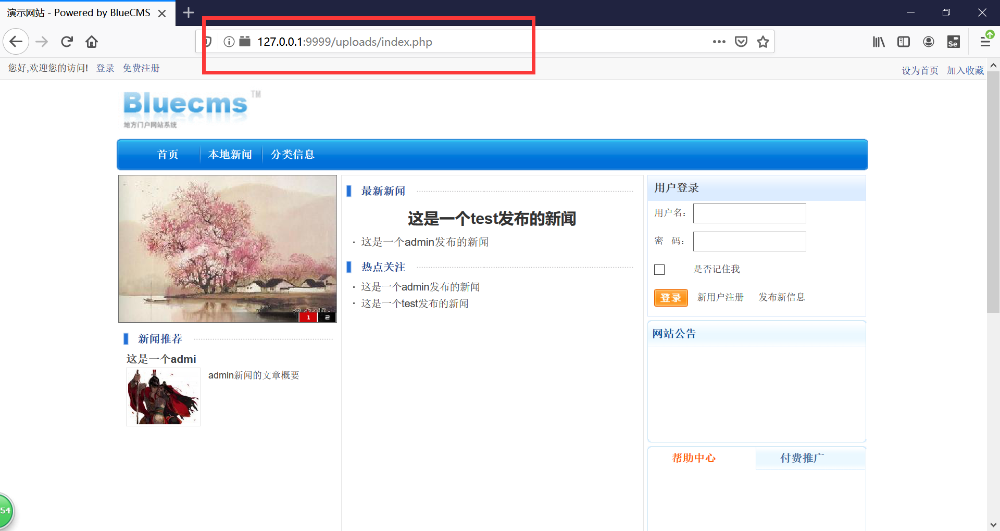 演示网站 - Powered by BlueCMS
127.0.0.1:9999/uploads/index.php
Se
您好,欢迎您的访问! 登录 免费注册
设为首页 加入收藏
Bluecms TM
地方门户网站系统
首页 本地新闻 分类信息
1 2
新闻推荐
这是一个admi
admin新闻的文章概要
最新新闻
这是一个test发布的新闻
· 这是一个admin发布的新闻
热点关注
· 这是一个admin发布的新闻
· 这是一个test发布的新闻
用户登录
用户名:
密 码:
是否记住我
登录 新用户注册 发布新信息
网站公告
帮助中心 付费推广
54